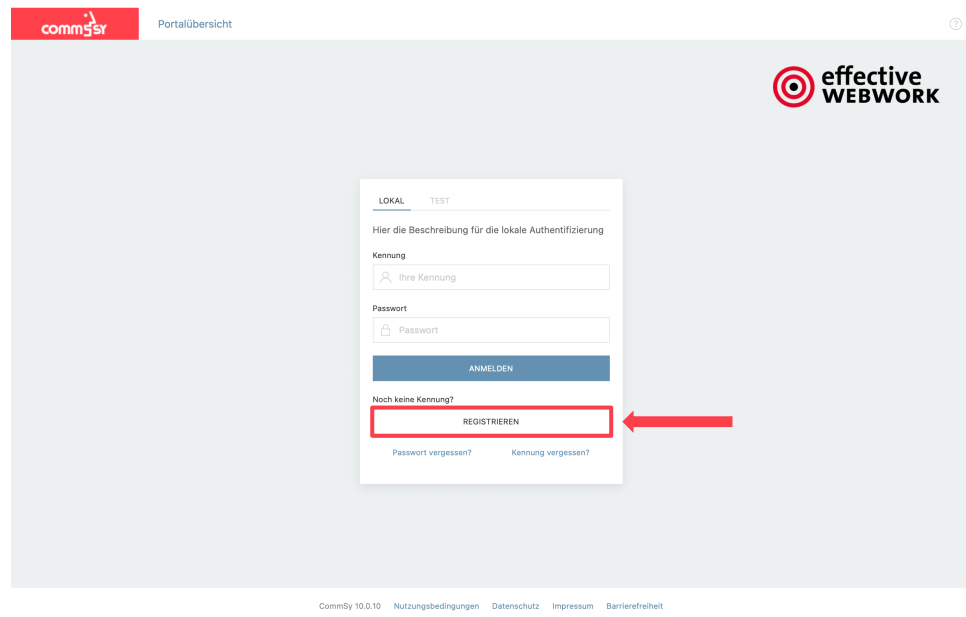 commsy
Portalübersicht
?
effective
WEBWORK
LOKAL TEST
Hier die Beschreibung für die lokale Authentifizierung
Kennung
Ihre Kennung
Passwort
Passwort
ANMELDEN
Noch keine Kennung?
REGISTRIEREN
Passwort vergessen? Kennung vergessen?
CommSy 10.0.10 Nutzungsbedingungen Datenschutz Impressum Barrierefreiheit